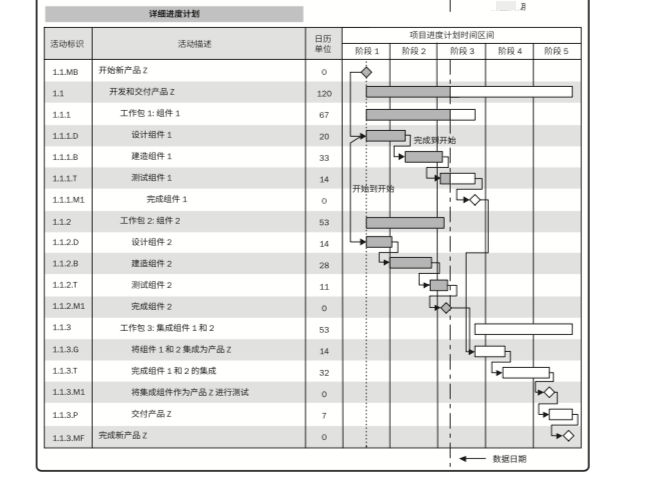 月
详细进度计划
活动标识 活动描述 日历单位 项目进度计划时间区间
阶段 1 阶段 2 阶段 3 阶段 4 阶段 5
1.1.MB 开始新产品 Z 0
1.1 开发和交付产品 Z 120
1.1.1 工作包 1: 组件 1 67
1.1.1.D 设计组件 1 20 完成到开始
1.1.1.B 建造组件 1 33
1.1.1.T 测试组件 1 14
开始到开始
1.1.1.M1 完成组件 1 0
1.1.2 工作包 2: 组件 2 53
1.1.2.D 设计组件 2 14
1.1.2.B 建造组件 2 28
1.1.2.T 测试组件 2 11
1.1.2.M1 完成组件 2 0
1.1.3 工作包 3: 集成组件 1 和 2 53
1.1.3.G 将组件 1 和 2 集成为产品 Z 14
1.1.3.T 完成组件 1 和 2 的集成 32
1.1.3.M1 将集成组件作为产品 Z 进行测试 0
1.1.3.P 交付产品 Z 7
1.1.3.MF 完成新产品 Z 0
数据日期